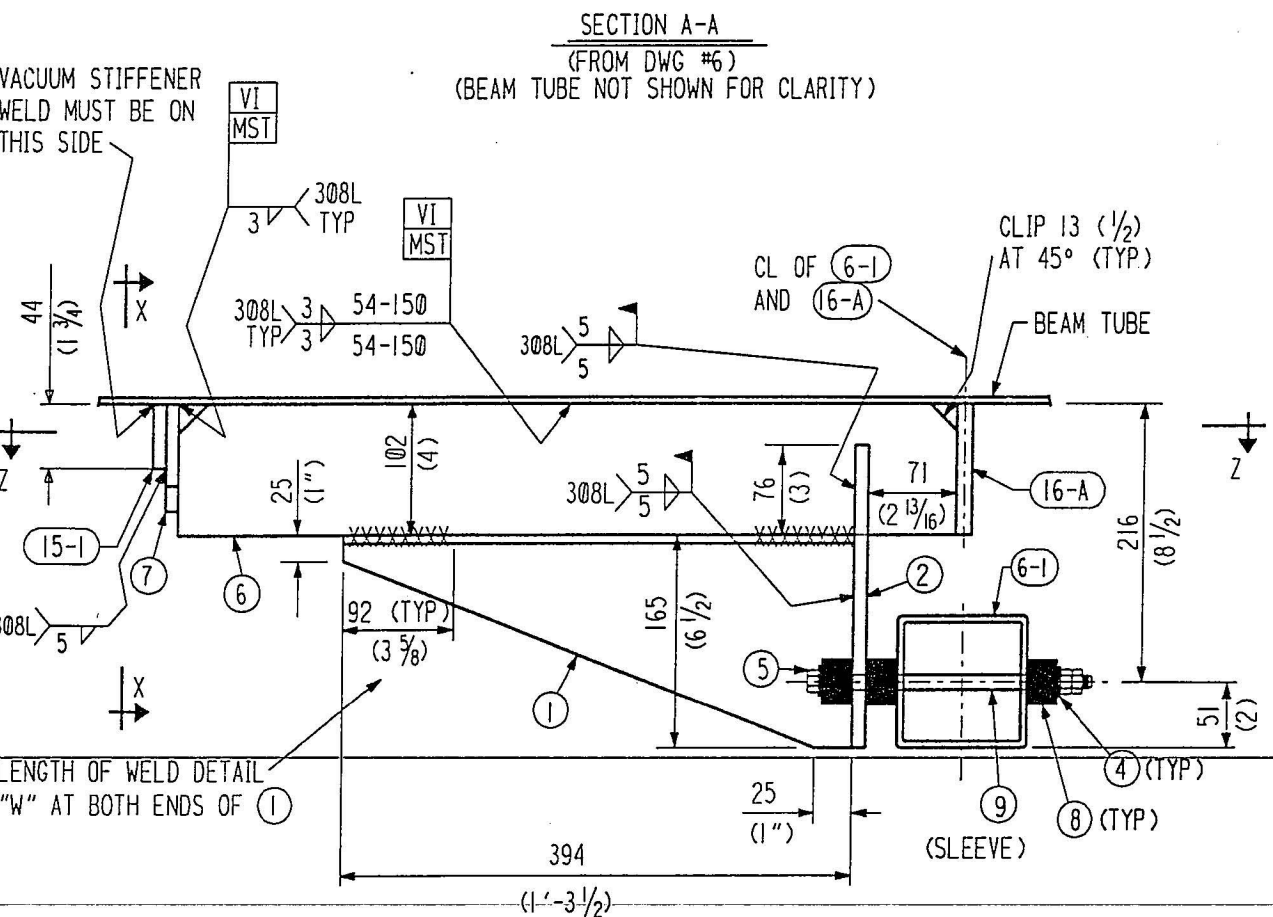 SECTION A-A
(FROM DWG #6)
(BEAM TUBE NOT SHOWN FOR CLARITY)
VACUUM STIFFENER
WELD MUST BE ON
THIS SIDE
VI
MST
308L
TYP
3
VI
MST
308L
TYP
3
3
54-150
54-150
308L
5
5
CL OF 6-1
AND 16-A
CLIP 13 (1/2)
AT 45° (TYP.)
BEAM TUBE
44
(1 3/4)
X
Z
102
(4)
25
(1")
308L
5
5
76
(3)
71
(2 13/16)
16-A
Z
216
(8 1/2)
15-1
7
6
308L
5
92 (TYP)
(3 5/8)
165
(6 1/2)
2
6-1
5
1
X
51
(2)
4 (TYP)
8 (TYP)
9
(SLEEVE)
LENGTH OF WELD DETAIL
"W" AT BOTH ENDS OF 1
25
(1")
394
(1'-3 1/2)